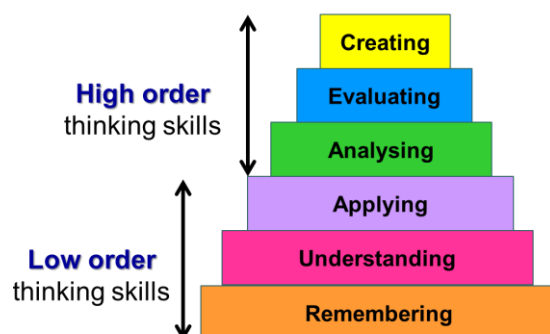 Creating
Evaluating
High order
thinking skills
Analysing
Applying
Understanding
Low order
thinking skills
Remembering